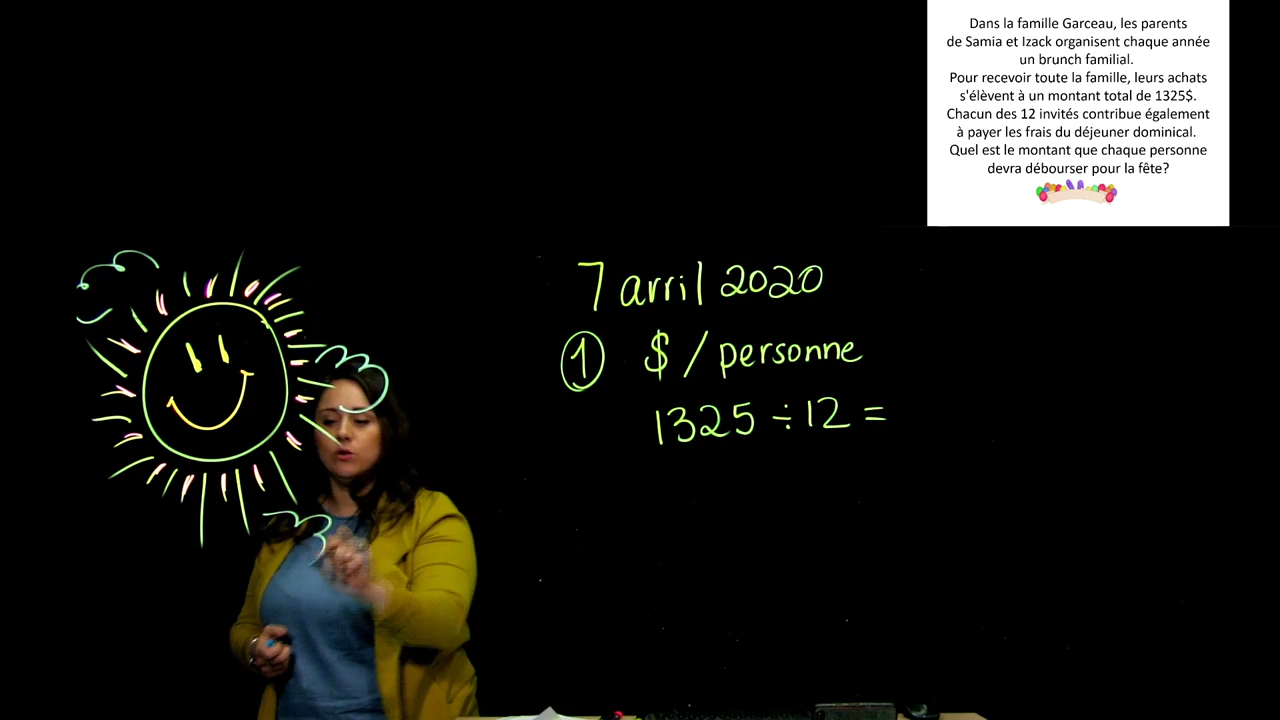 Dans la famille Garceau, les parents
de Samia et Izack organisent chaque année
un brunch familial.
Pour recevoir toute la famille, leurs achats
s'élèvent à un montant total de 1325$.
Chacun des 12 invités contribue également
à payer les frais du déjeuner dominical.
Quel est le montant que chaque personne
devra débourser pour la fête?
7 avril 2020
① $ / personne
1325 ÷ 12 =